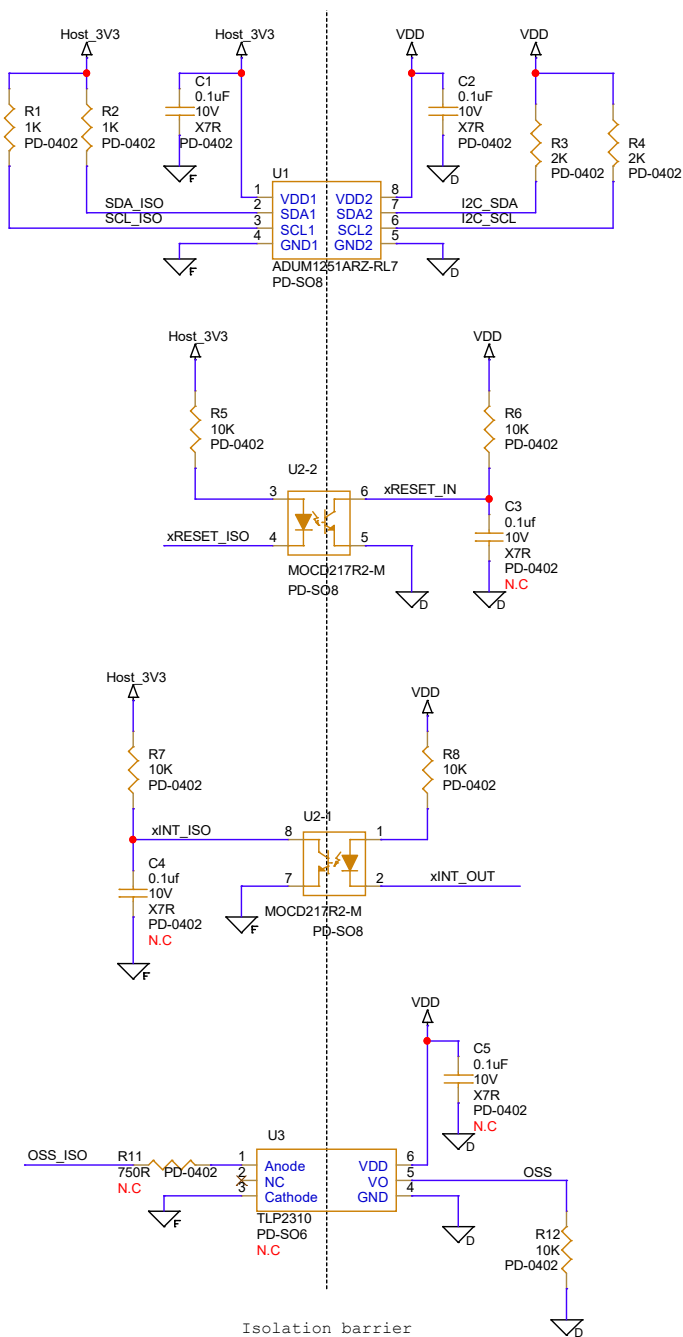 Host_3V3
Host_3V3
VDD
VDD
R1
1K
PD-0402
R2
1K
PD-0402
C1
0.1uF
10V
X7R
PD-0402
C2
0.1uF
10V
X7R
PD-0402
R3
2K
PD-0402
R4
2K
PD-0402
F
D
U1
SDA_ISO
SCL_ISO
1 VDD1 VDD2 8
2 SDA1 SDA2 7
3 SCL1 SCL2 6
4 GND1 GND2 5
I2C_SDA
I2C_SCL
F
D
ADUM1251ARZ-RL7
PD-SO8
Host_3V3
VDD
R5
10K
PD-0402
R6
10K
PD-0402
U2-2
3
6
xRESET_IN
xRESET_ISO
4
5
C3
0.1uf
10V
X7R
PD-0402
N.C
MOCD217R2-M
PD-SO8
D
D
Host_3V3
VDD
R7
10K
PD-0402
R8
10K
PD-0402
U2-1
xINT_ISO
8
1
7
2
xINT_OUT
C4
0.1uf
10V
X7R
PD-0402
N.C
F
MOCD217R2-M
PD-SO8
F
VDD
C5
0.1uF
10V
X7R
PD-0402
N.C
D
U3
OSS_ISO
R11
750R
N.C
PD-0402
1 Anode VDD 6
2 NC VO 5
3 Cathode GND 4
OSS
F
D
TLP2310
PD-SO6
N.C
R12
10K
PD-0402
D
Isolation barrier